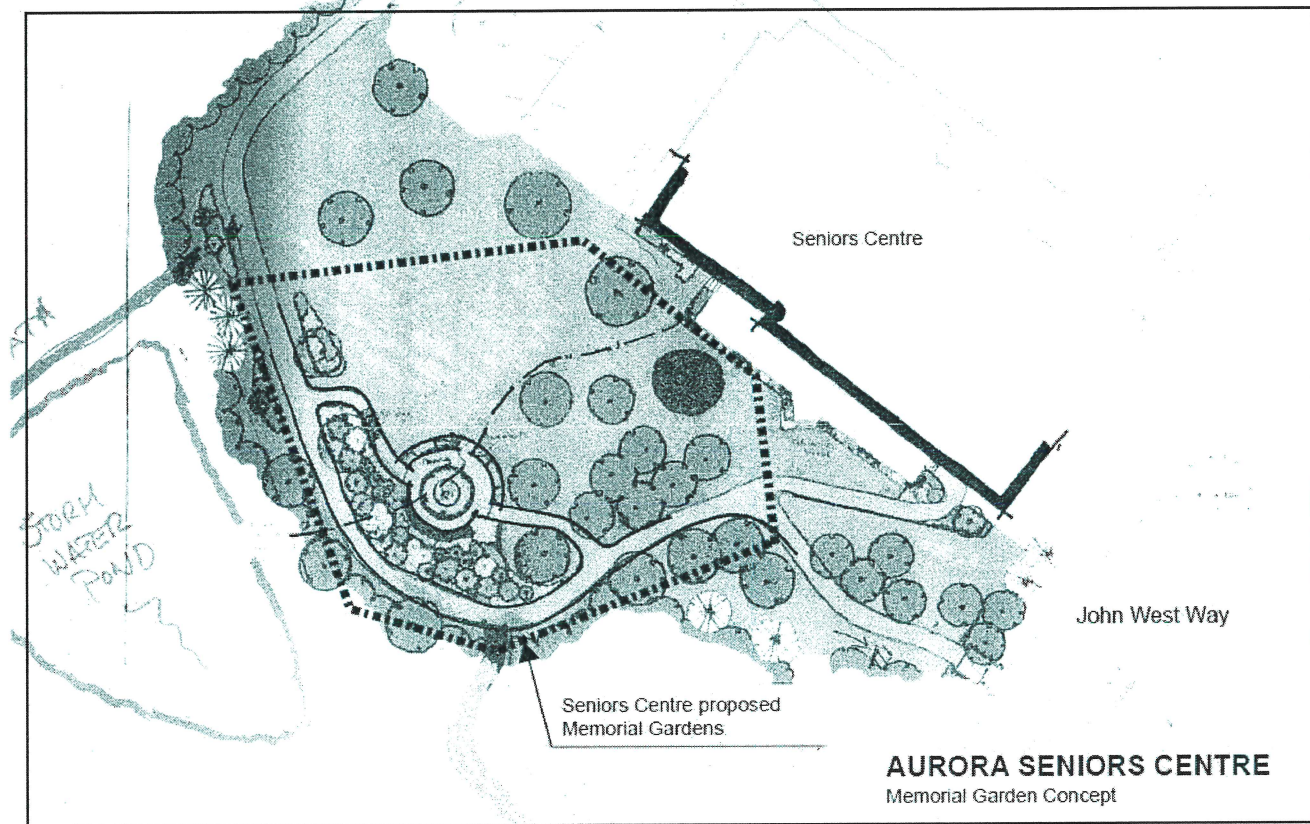 Seniors Centre
STORM
WATER
POND
John West Way
Seniors Centre proposed
Memorial Gardens
AURORA SENIORS CENTRE
Memorial Garden Concept